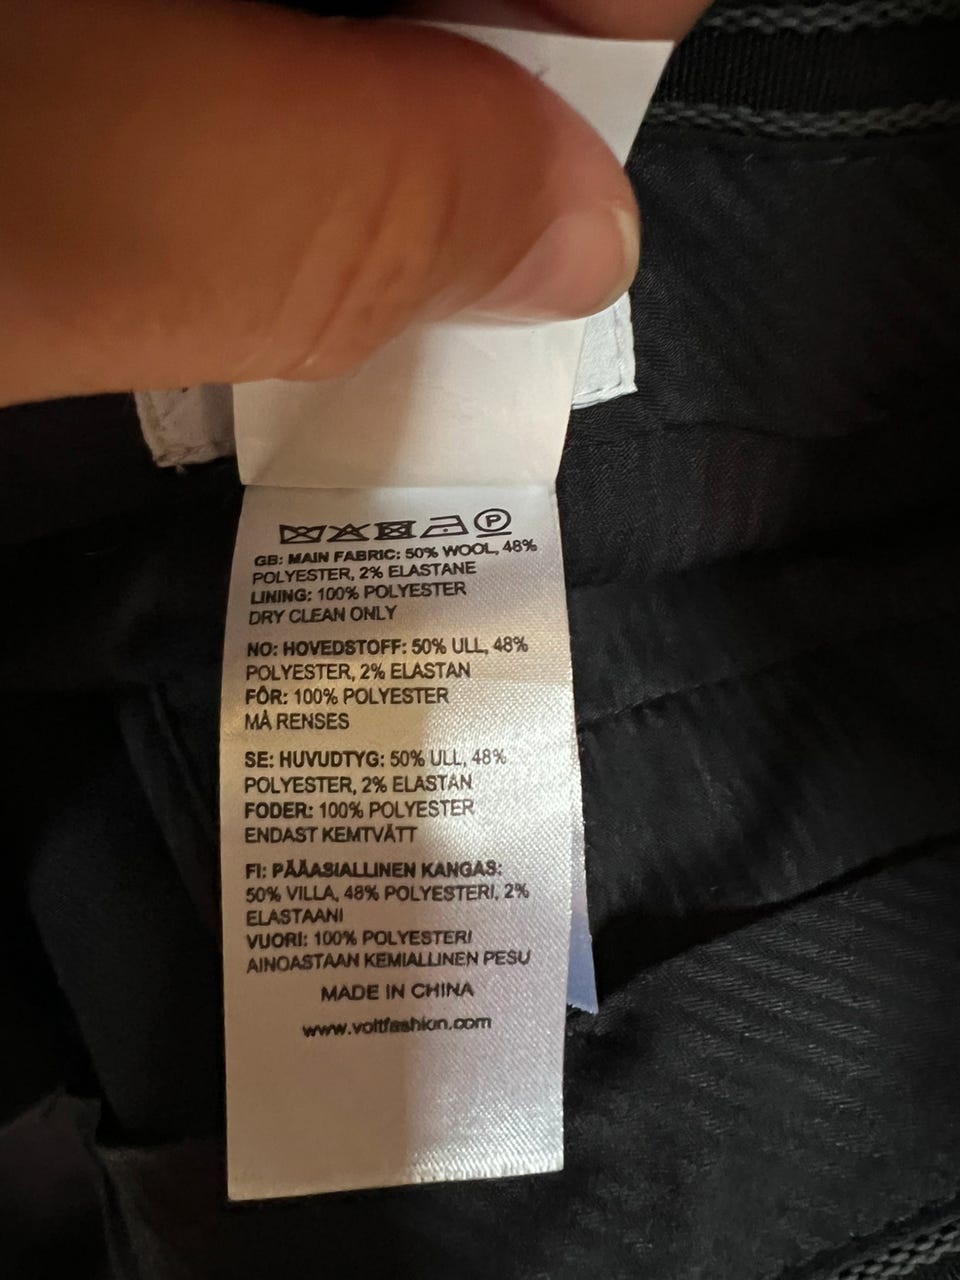 P
GB: MAIN FABRIC: 50% WOOL, 48%
POLYESTER, 2% ELASTANE
LINING: 100% POLYESTER
DRY CLEAN ONLY
NO: HOVEDSTOFF: 50% ULL, 48%
POLYESTER, 2% ELASTAN
FÔR: 100% POLYESTER
MÅ RENSES
SE: HUVUDTYG: 50% ULL, 48%
POLYESTER, 2% ELASTAN
FODER: 100% POLYESTER
ENDAST KEMTVÄTT
FI: PÄÄASIALLINEN KANGAS:
50% VILLA, 48% POLYESTERI, 2%
ELASTAANI
VUORI: 100% POLYESTERI
AINOASTAAN KEMIALLINEN PESU
MADE IN CHINA
www.voltfashion.com